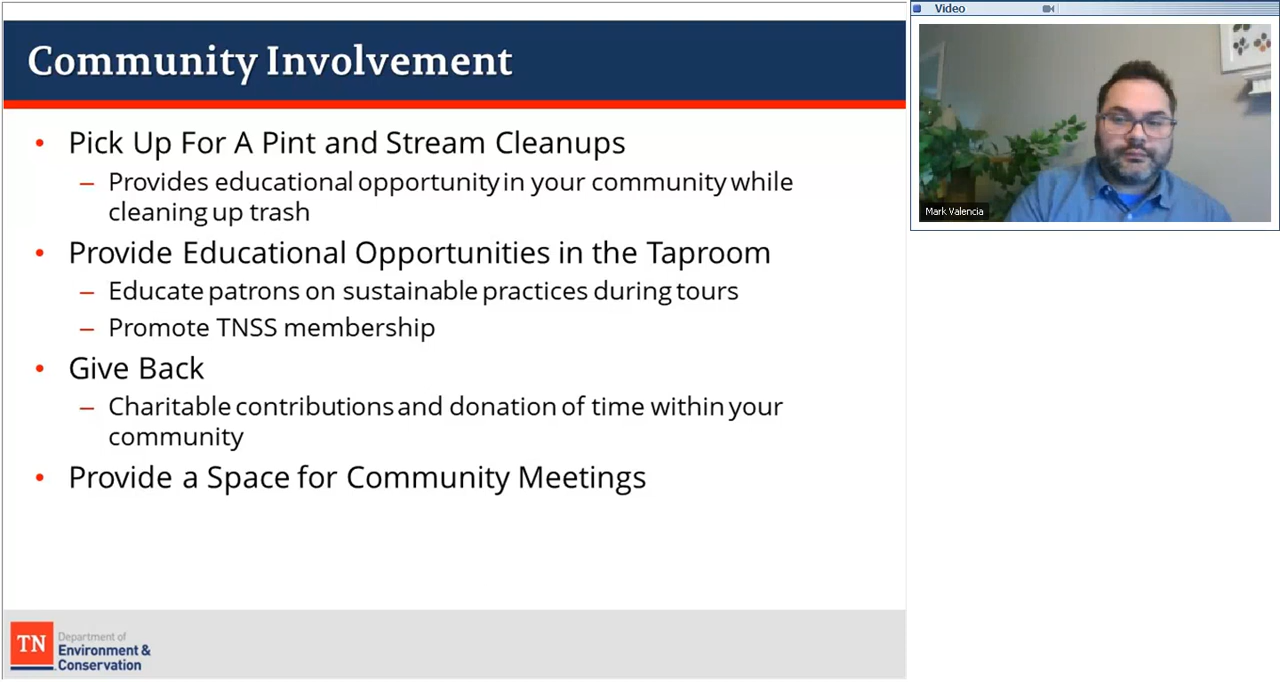 Community Involvement
• Pick Up For A Pint and Stream Cleanups
– Provides educational opportunity in your community while
cleaning up trash
• Provide Educational Opportunities in the Taproom
– Educate patrons on sustainable practices during tours
– Promote TNSS membership
• Give Back
– Charitable contributions and donation of time within your
community
• Provide a Space for Community Meetings
TN
Department of
Environment &
Conservation
Video
Mark Valencia